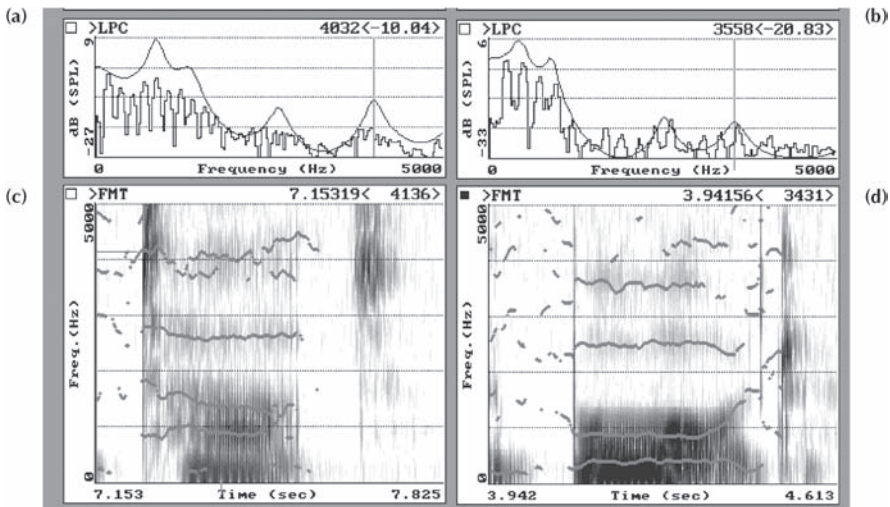 (a)
>LPC 4032<-10.04>
9
dB (SPL)
-27
0 Frequency (Hz) 5000
>LPC 3558<-20.83>
(b)
6
dB (SPL)
-33
0 Frequency (Hz) 5000
(c)
>FMT 7.15319< 4136>
5000
Freq.(Hz)
0
7.153 Time (sec) 7.825
>FMT 3.94156< 3431>
(d)
5000
Freq.(Hz)
0
3.942 Time (sec) 4.613